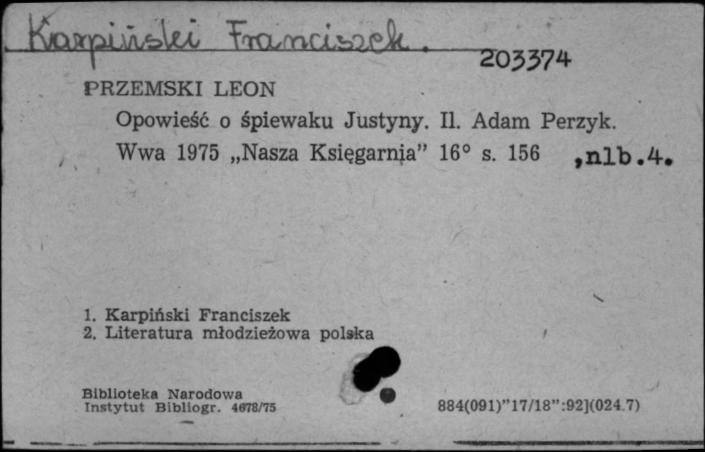 Karpiński Franciszek.
203374
PRZEMSKI LEON
Opowieść o śpiewaku Justyny. Il. Adam Perzyk.
Wwa 1975 „Nasza Księgarnia” 16° s. 156 ,nlb.4.
1. Karpiński Franciszek
2. Literatura młodzieżowa polska
Biblioteka Narodowa
Instytut Bibliogr. 4678/75
884(091)”17/18”:92](024.7)